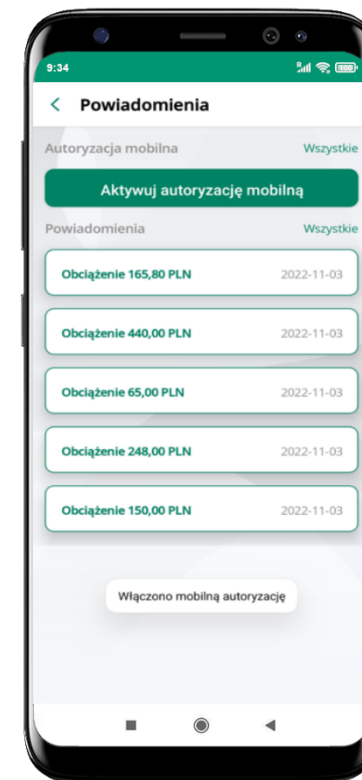 9:34
Powiadomienia
Autoryzacja mobilna Wszystkie
Aktywuj autoryzację mobilną
Powiadomienia Wszystkie
Obciążenie 165,80 PLN 2022-11-03
Obciążenie 440,00 PLN 2022-11-03
Obciążenie 65,00 PLN 2022-11-03
Obciążenie 248,00 PLN 2022-11-03
Obciążenie 150,00 PLN 2022-11-03
Włączono mobilną autoryzację